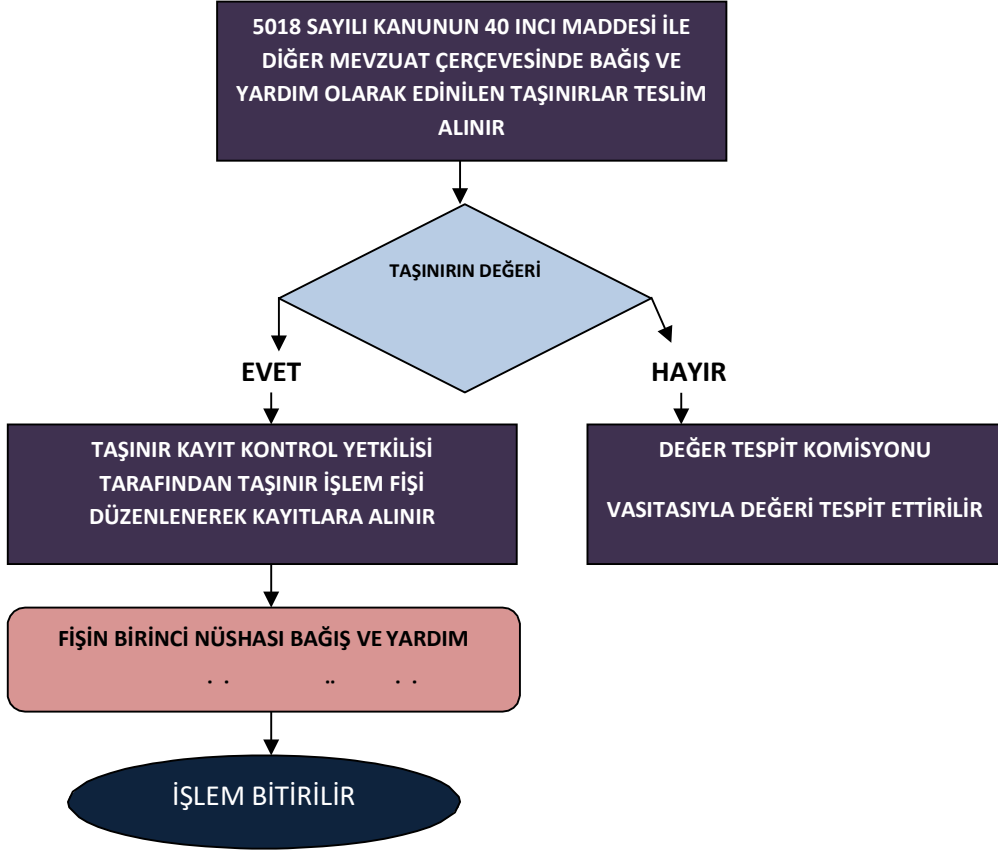 5018 SAYILI KANUNUN 40 INCI MADDESİ İLE
DİĞER MEVZUAT ÇERÇEVESİNDE BAĞIŞ VE
YARDIM OLARAK EDİNİLEN TAŞINIRLAR TESLİM
ALINIR
TAŞINIRIN DEĞERİ
EVET
HAYIR
TAŞINIR KAYIT KONTROL YETKİLİSİ
TARAFINDAN TAŞINIR İŞLEM FİŞİ
DÜZENLENEREK KAYITLARA ALINIR
DEĞER TESPİT KOMİSYONU
VASITASIYLA DEĞERİ TESPİT ETTİRİLİR
FİŞİN BİRİNCİ NÜSHASI BAĞIŞ VE YARDIM
İŞLEM BİTİRİLİR